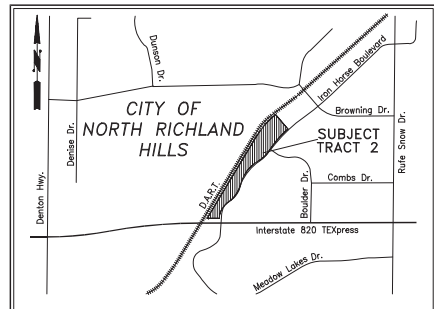 N
Dunson Dr.
Iron Horse Boulevard
CITY OF
NORTH RICHLAND
HILLS
Browning Dr.
SUBJECT
TRACT 2
Denton Hwy.
Denise Dr.
D.A.R.T.
Boulder Dr.
Combs Dr.
Rufe Snow Dr.
Interstate 820 TEXpress
Meadow Lakes Dr.